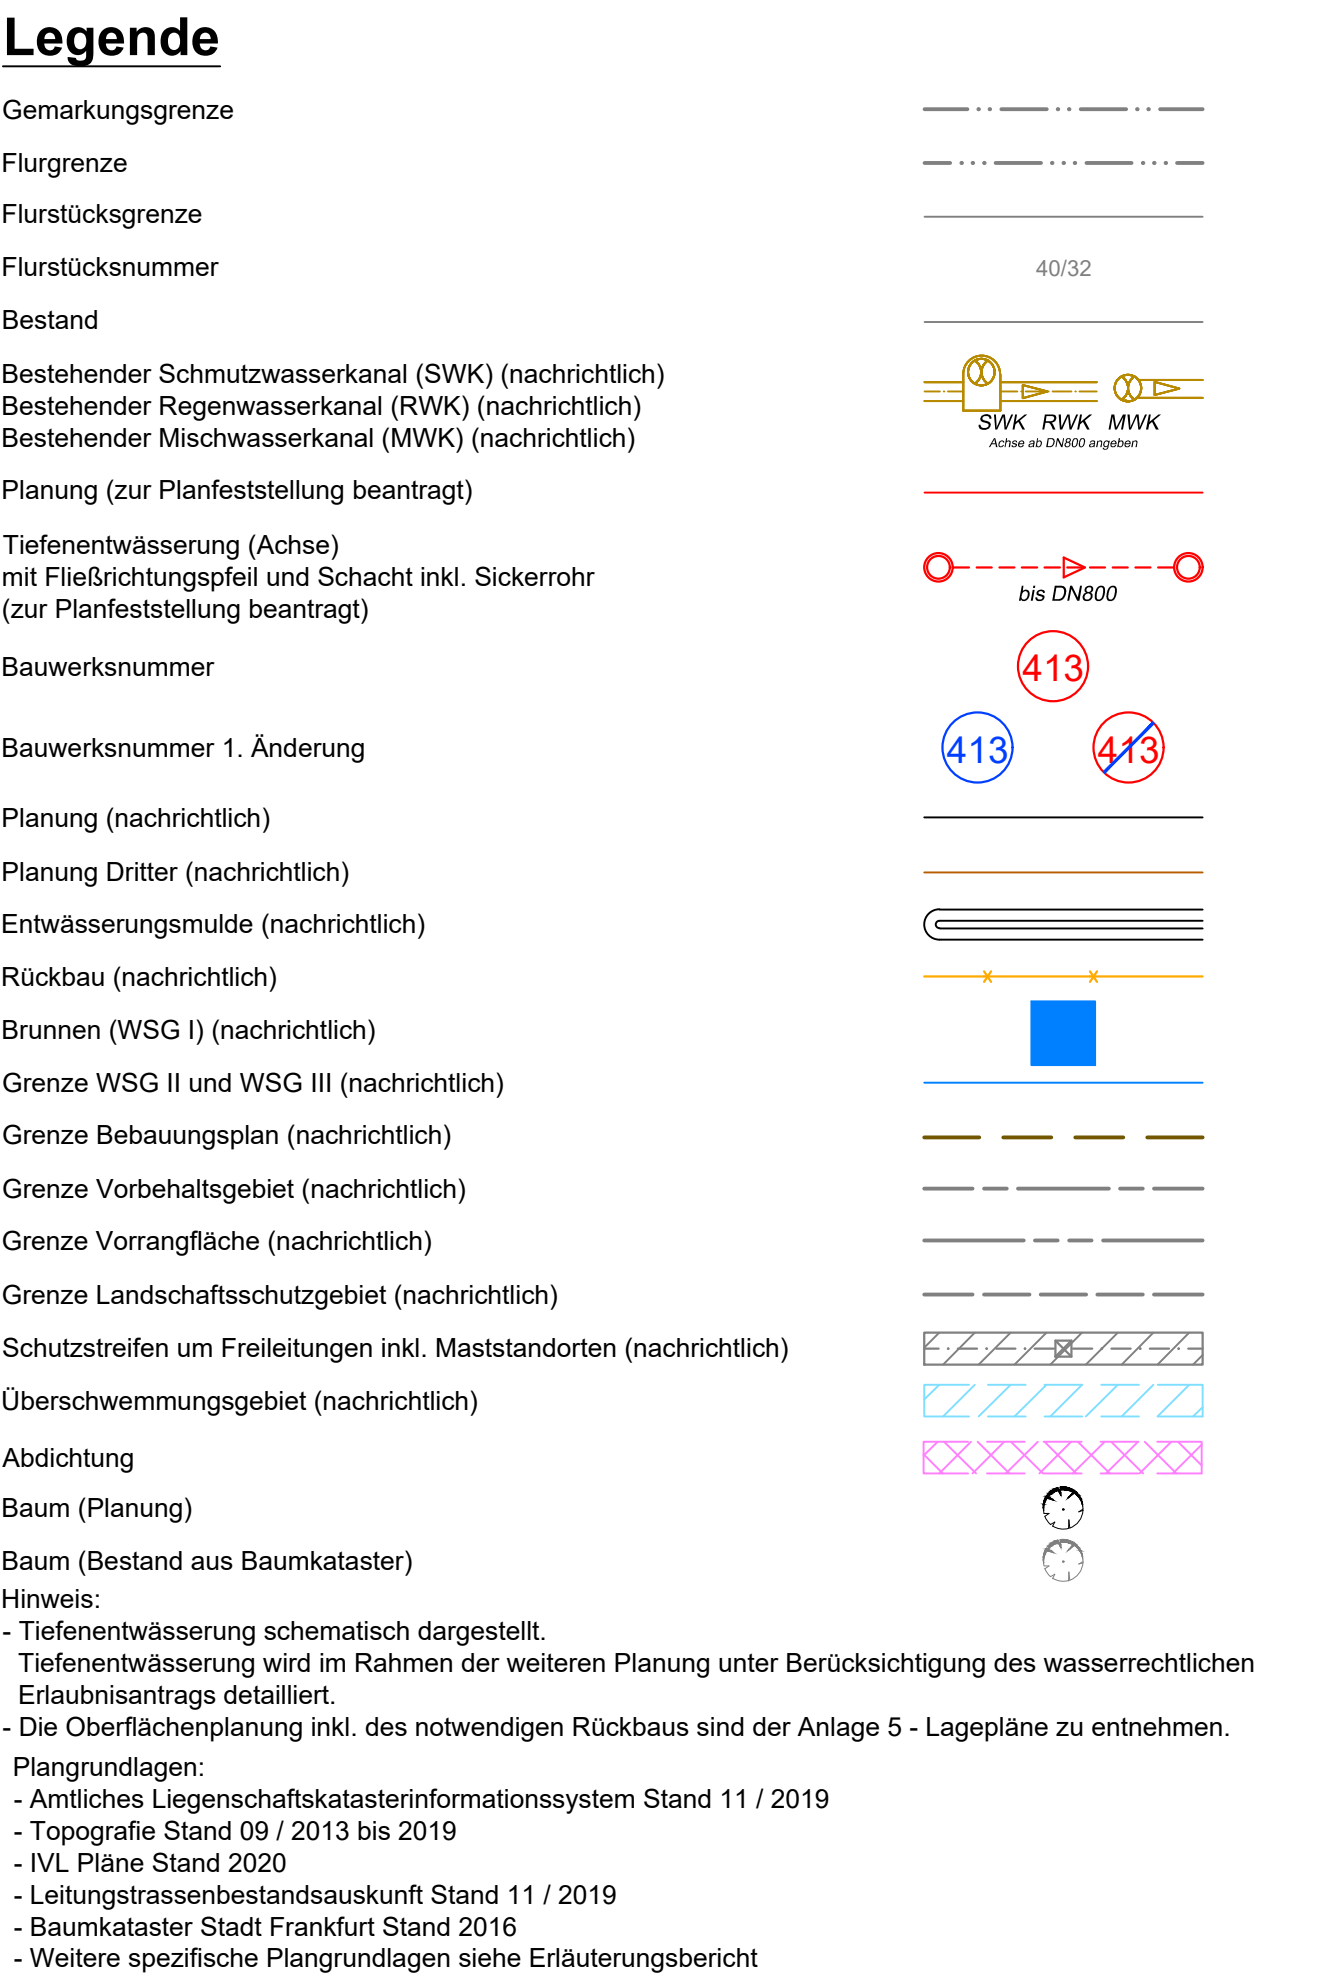 Legende
Gemarkungsgrenze
Flurgrenze
Flurstücksgrenze
Flurstücksnummer 40/32
Bestand
Bestehender Schmutzwasserkanal (SWK) (nachrichtlich)
Bestehender Regenwasserkanal (RWK) (nachrichtlich)
Bestehender Mischwasserkanal (MWK) (nachrichtlich)
SWK RWK MWK
Achse ab DN800 angeben
Planung (zur Planfeststellung beantragt)
Tiefenentwässerung (Achse)
mit Fließrichtungspfeil und Schacht inkl. Sickerrohr
(zur Planfeststellung beantragt)
bis DN800
Bauwerksnummer 413
Bauwerksnummer 1. Änderung 413 413
Planung (nachrichtlich)
Planung Dritter (nachrichtlich)
Entwässerungsmulde (nachrichtlich)
Rückbau (nachrichtlich)
Brunnen (WSG I) (nachrichtlich)
Grenze WSG II und WSG III (nachrichtlich)
Grenze Bebauungsplan (nachrichtlich)
Grenze Vorbehaltsgebiet (nachrichtlich)
Grenze Vorrangfläche (nachrichtlich)
Grenze Landschaftsschutzgebiet (nachrichtlich)
Schutzstreifen um Freileitungen inkl. Maststandorten (nachrichtlich)
Überschwemmungsgebiet (nachrichtlich)
Abdichtung
Baum (Planung)
Baum (Bestand aus Baumkataster)
Hinweis:
- Tiefenentwässerung schematisch dargestellt.
Tiefenentwässerung wird im Rahmen der weiteren Planung unter Berücksichtigung des wasserrechtlichen
Erlaubnisantrags detailliert.
- Die Oberflächenplanung inkl. des notwendigen Rückbaus sind der Anlage 5 - Lagepläne zu entnehmen.
Plangrundlagen:
- Amtliches Liegenschaftskatasterinformationssystem Stand 11 / 2019
- Topografie Stand 09 / 2013 bis 2019
- IVL Pläne Stand 2020
- Leitungstrassenbestandsauskunft Stand 11 / 2019
- Baumkataster Stadt Frankfurt Stand 2016
- Weitere spezifische Plangrundlagen siehe Erläuterungsbericht